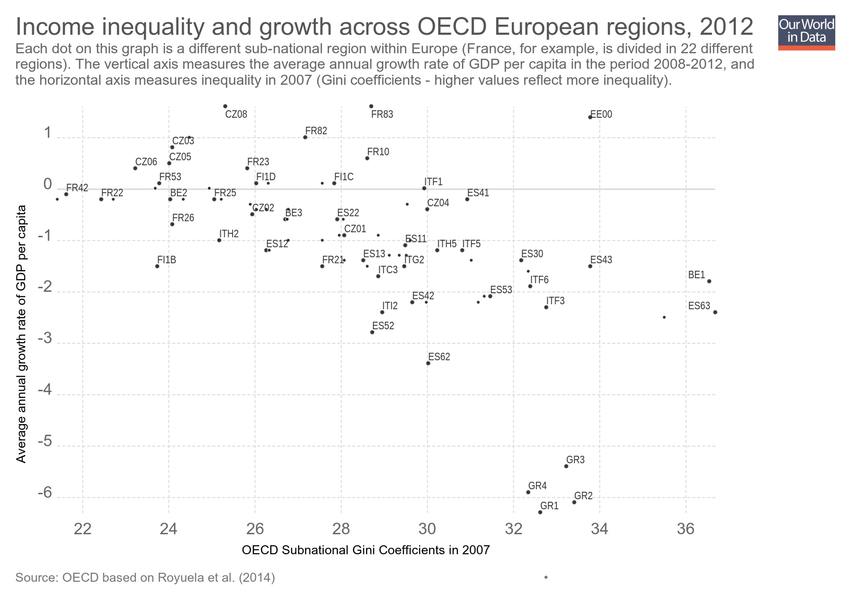 Income inequality and growth across OECD European regions, 2012
Our World
in Data
Each dot on this graph is a different sub-national region within Europe (France, for example, is divided in 22 different
regions). The vertical axis measures the average annual growth rate of GDP per capita in the period 2008-2012, and
the horizontal axis measures inequality in 2007 (Gini coefficients - higher values reflect more inequality).
CZ08
FR83
EE00
1
FR82
CZ03
CZ05
FR10
CZ06
FR23
FR53
FI1D
FI1C
ITF1
0
FR42
FR22
BE2
FR25
ES41
CZ02
BE3
ES22
CZ04
FR26
CZ01
-1
ITH2
ES12
ES11
ITH5
ITF5
FI1B
FR21
ES13
ITG2
ES30
ES43
ITC3
BE1
-2
ITF6
ES53
ES42
ITI2
ITF3
ES63
ES52
-3
ES62
-4
-5
GR3
-6
GR4
GR2
GR1
22
24
26
28
30
32
34
36
Average annual growth rate of GDP per capita
OECD Subnational Gini Coefficients in 2007
Source: OECD based on Royuela et al. (2014)